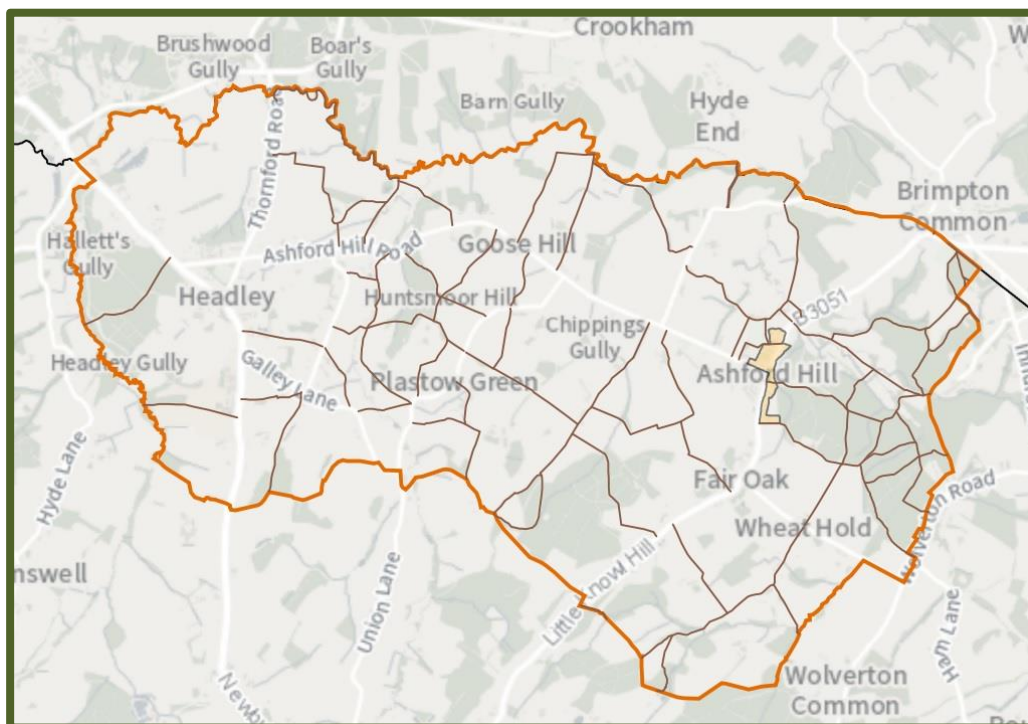 Crookham
Brushwood
Gully
Boar's
Gully
Barn Gully
Hyde
End
Thornford Road
Brimpton
Common
Hallett's
Gully
Ashford Hill Road
Goose Hill
Headley
Huntsmoor Hill
B3051
Chippings
Gully
Headley Gully
Galley Lane
Plastow Green
Ashford Hill
Hyde Lane
Fair Oak
Wheat Hold
Wolverton Road
Little Knowl Hill
Union Lane
Ham Lane
Wolverton
Common